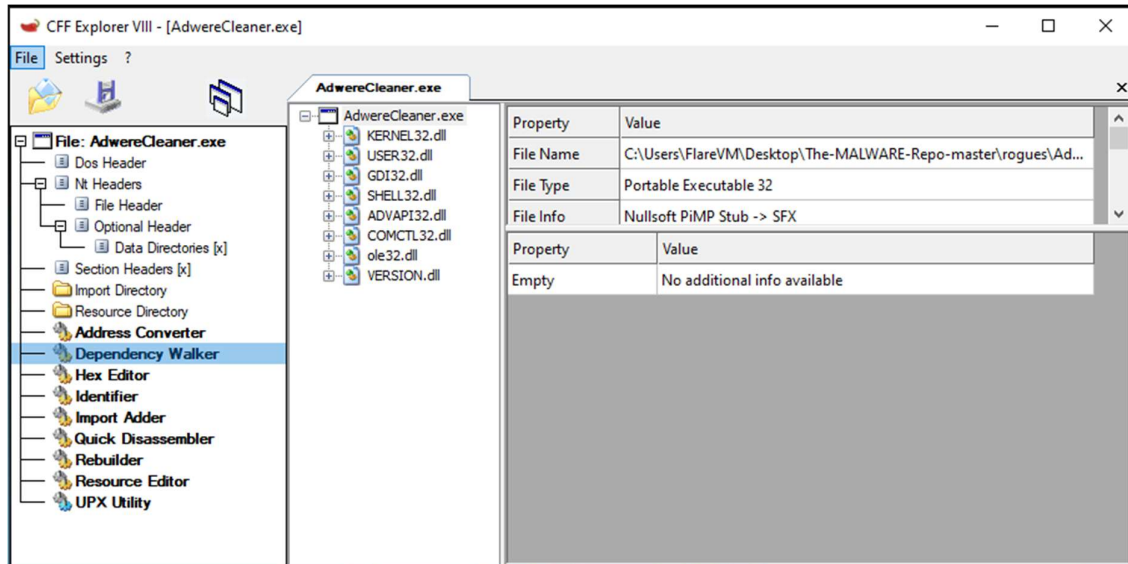 CFF Explorer VIII - [AdwereCleaner.exe]
File Settings ?
AdwereCleaner.exe
File: AdwereCleaner.exe
Dos Header
Nt Headers
File Header
Optional Header
Data Directories [x]
Section Headers [x]
Import Directory
Resource Directory
Address Converter
Dependency Walker
Hex Editor
Identifier
Import Adder
Quick Disassembler
Rebuilder
Resource Editor
UPX Utility
AdwereCleaner.exe
KERNEL32.dll
USER32.dll
GDI32.dll
SHELL32.dll
ADVAPI32.dll
COMCTL32.dll
ole32.dll
VERSION.dll
Property Value
File Name C:\Users\FlareVM\Desktop\The-MALWARE-Repo-master\rogues\Ad...
File Type Portable Executable 32
File Info Nullsoft PiMP Stub -> SFX
Property Value
Empty No additional info available